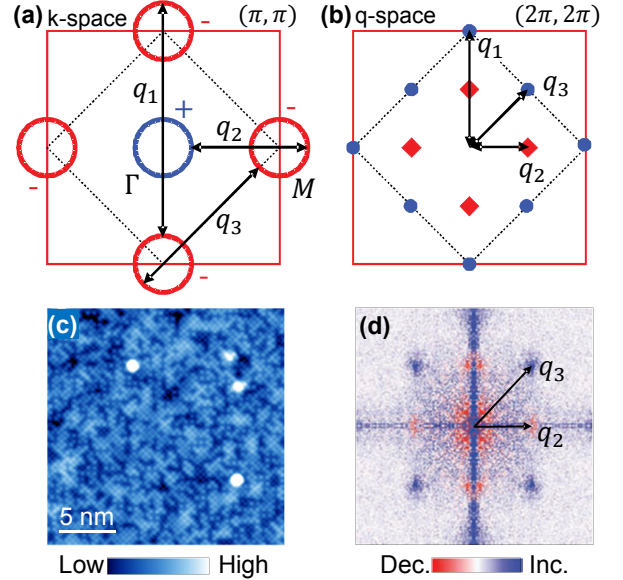 (a) k-space (π, π)
q₁
+
-
q₂
-
Γ
M
-
q₃
-
(b) q-space (2π, 2π)
q₁
q₃
q₂
(c)
5 nm
Low High
(d)
q₃
q₂
Dec. Inc.